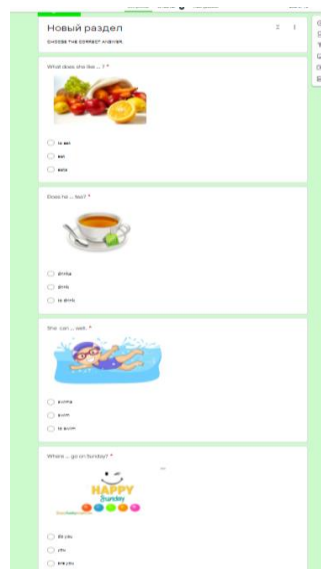 Новый раздел
CHOOSE THE CORRECT ANSWER.
What does she like ... ? *
to eat
eat
eats
Does he ... tea? *
drinks
drink
to drink
She can ... well. *
swims
swim
to swim
Where ... go on Sunday? *
HAPPY
Sunday
do you
you
are you